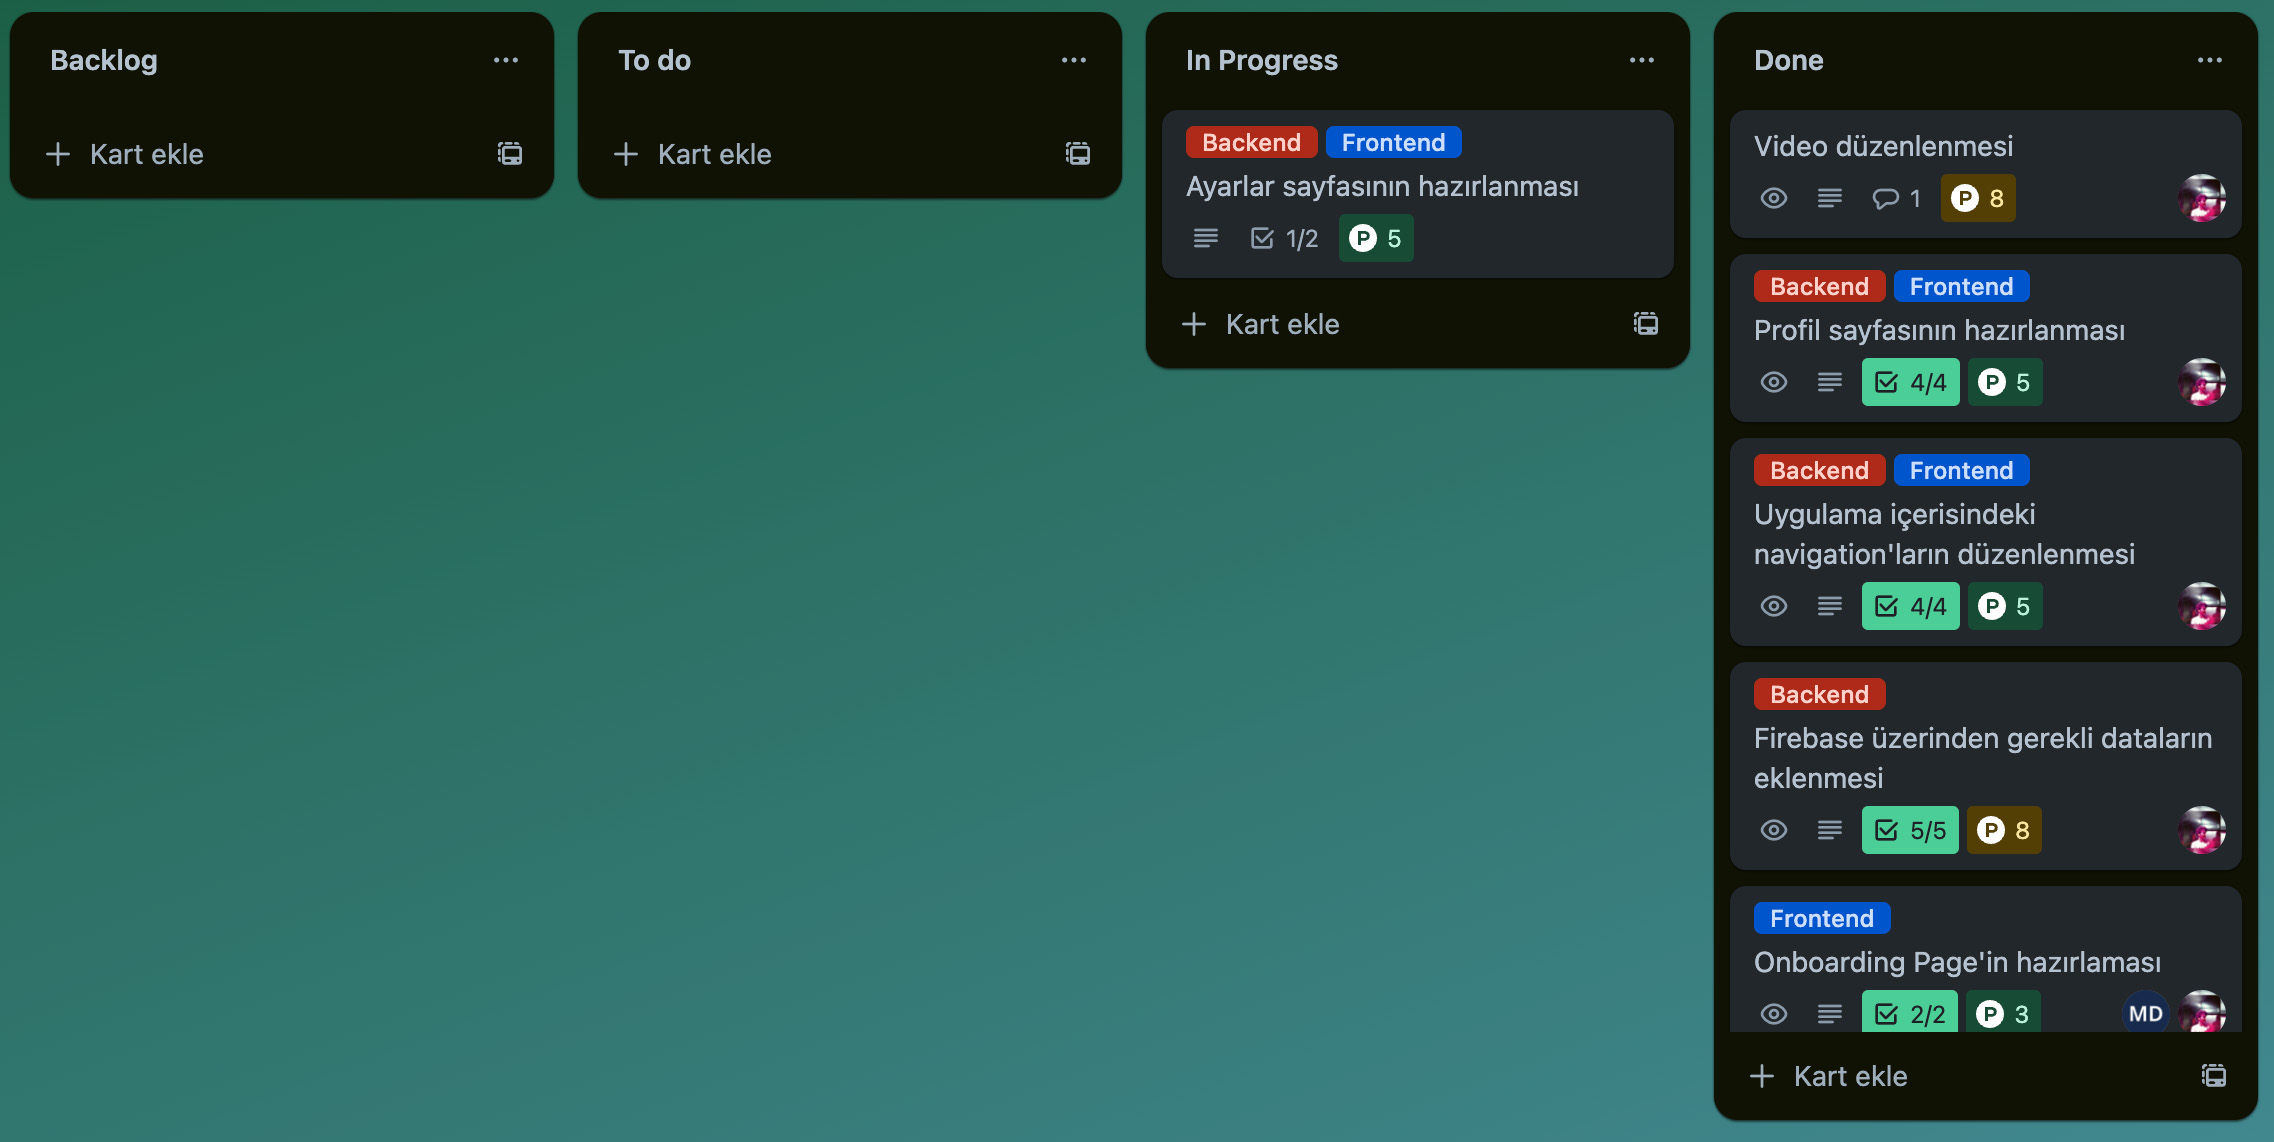 Backlog
Kart ekle
To do
Kart ekle
In Progress
Backend Frontend
Ayarlar sayfasının hazırlanması
1/2 P 5
Kart ekle
Done
Video düzenlenmesi
1 P 8
Backend Frontend
Profil sayfasının hazırlanması
4/4 P 5
Backend Frontend
Uygulama içerisindeki
navigation'ların düzenlenmesi
4/4 P 5
Backend
Firebase üzerinden gerekli dataların
eklenmesi
5/5 P 8
Frontend
Onboarding Page'in hazırlaması
2/2 P 3 MD
Kart ekle